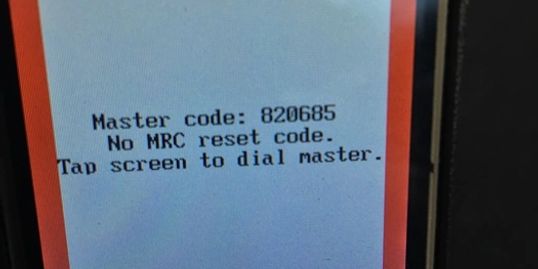 Master code: 820685
No MRC reset code.
Tap screen to dial master.